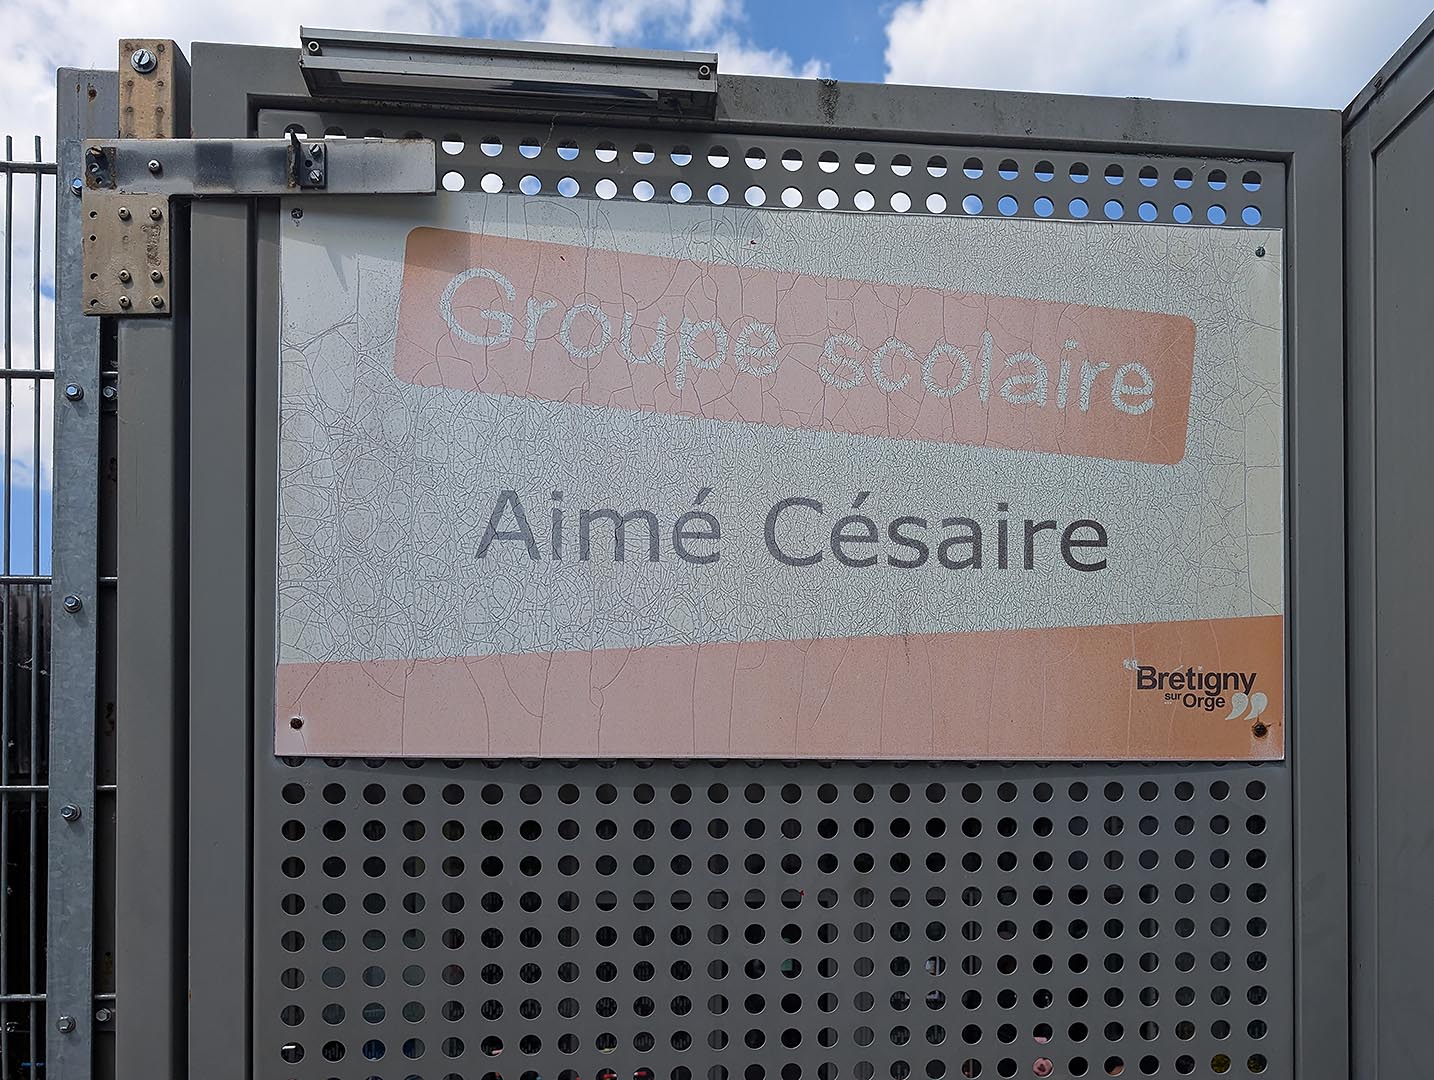 Groupe scolaire
Aimé Césaire
Brétigny
sur Orge